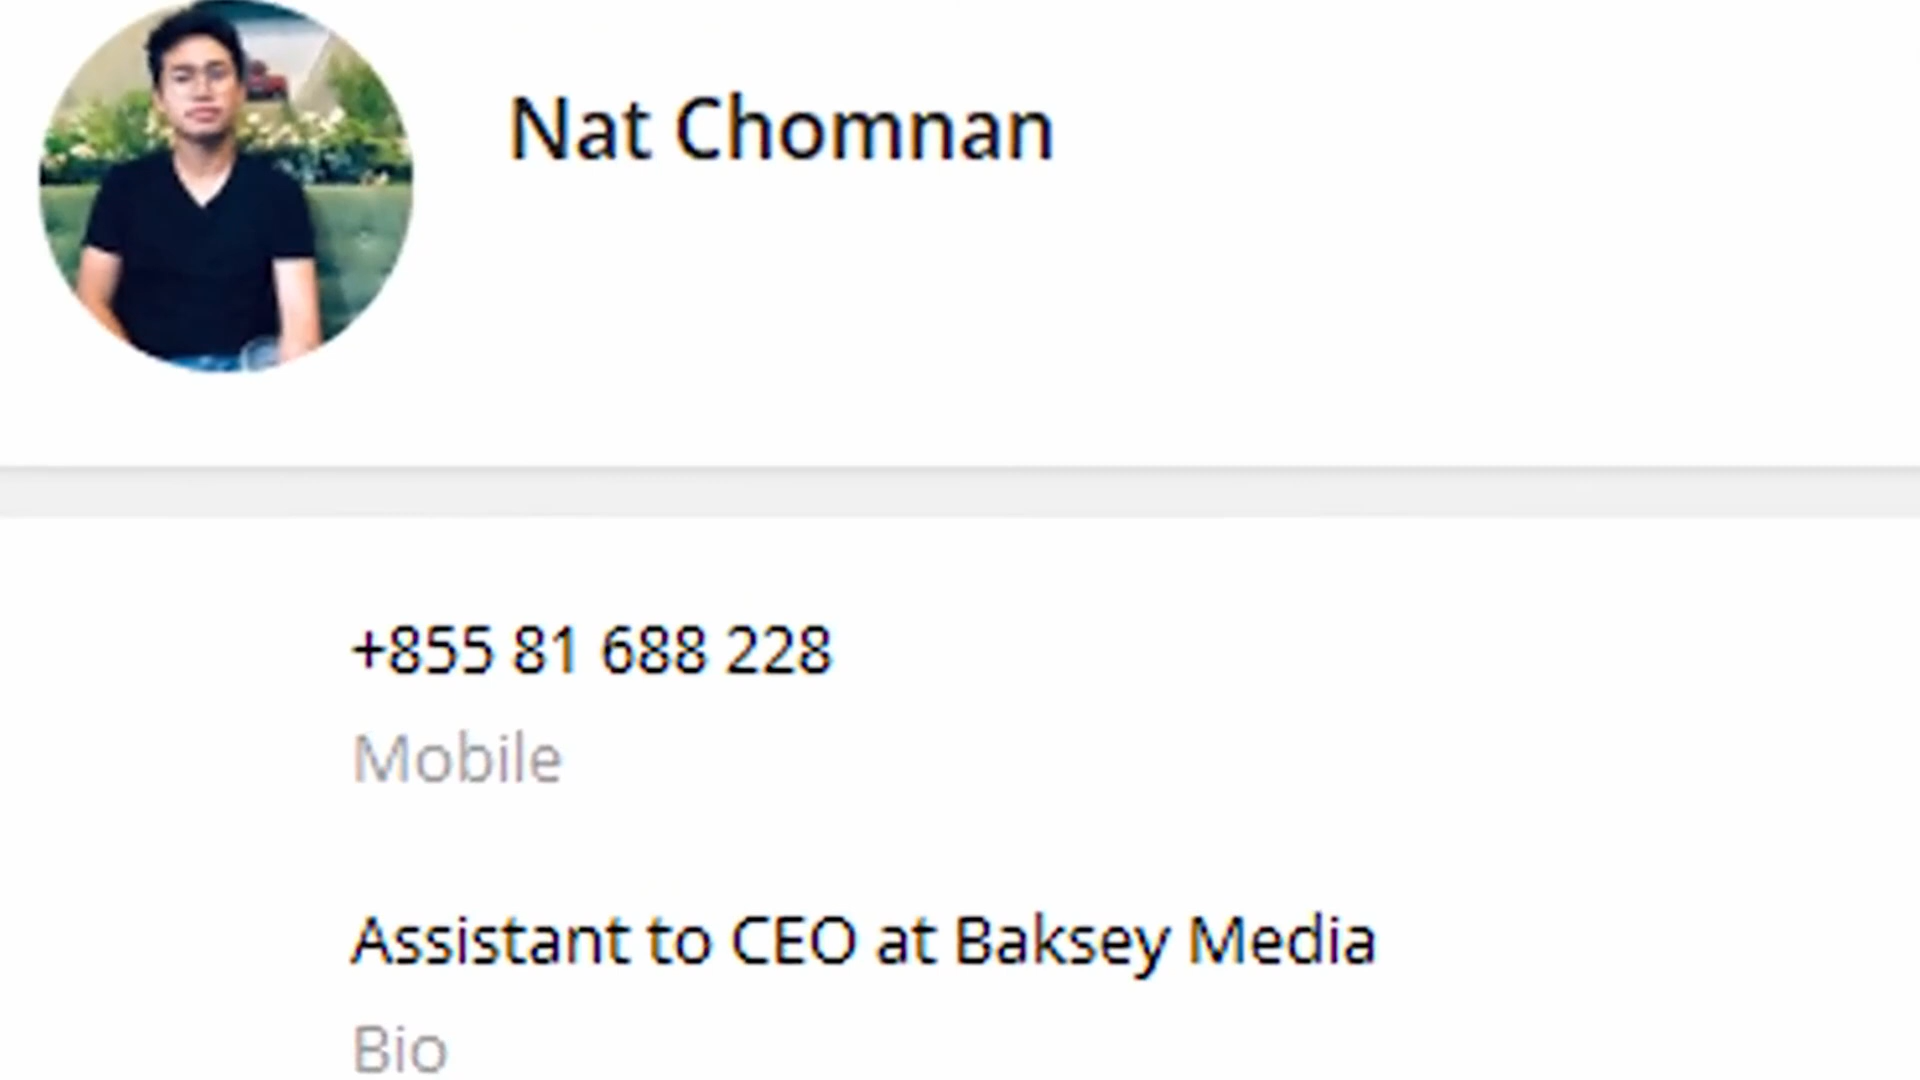 Nat Chomnan
+855 81 688 228
Mobile
Assistant to CEO at Baksey Media
Bio